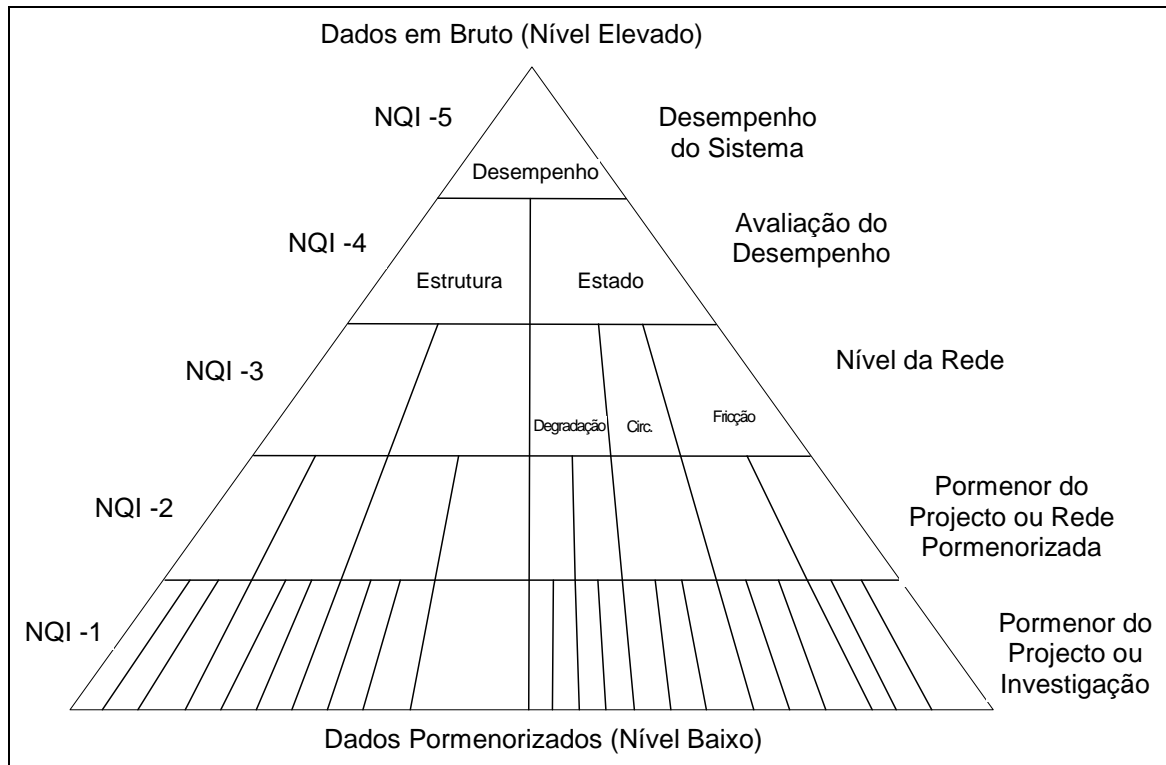 Dados em Bruto (Nível Elevado)
NQI -5
Desempenho
do Sistema
Desempenho
NQI -4
Avaliação do
Desempenho
Estrutura
Estado
NQI -3
Nível da Rede
Degradação
Circ.
Fricção
NQI -2
Pormenor do
Projecto ou Rede
Pormenorizada
NQI -1
Pormenor do
Projecto ou
Investigação
Dados Pormenorizados (Nível Baixo)